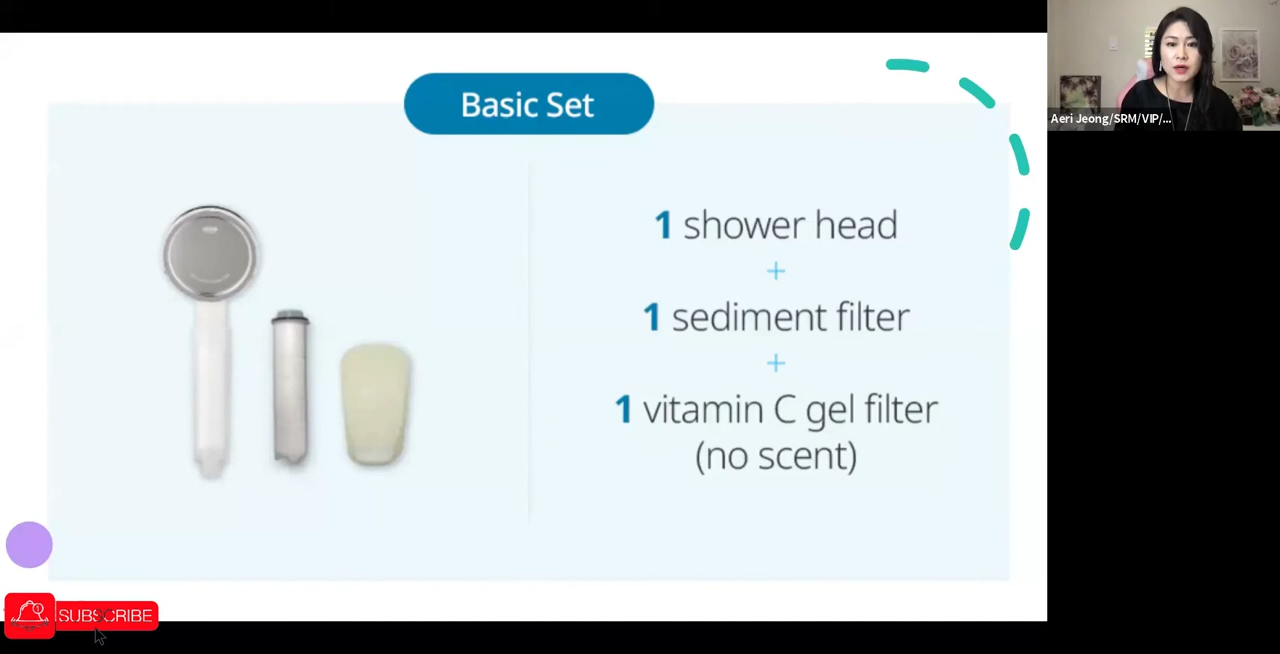 Basic Set
1 shower head
+
1 sediment filter
+
1 vitamin C gel filter
(no scent)
Aeri Jeong/SRM/VIP/...
SUBSCRIBE